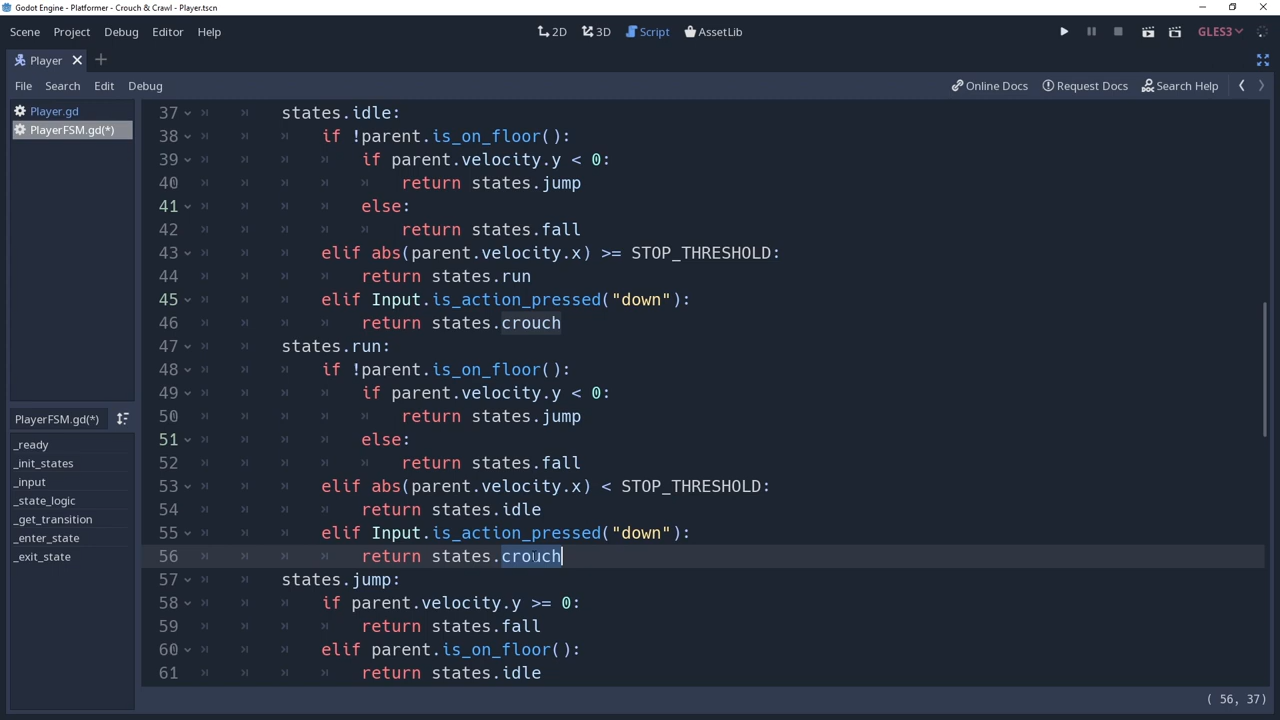 Godot Engine - Platformer - Crouch & Crawl - Player.tscn
Scene Project Debug Editor Help 2D 3D Script AssetLib GLES3
Player
File Search Edit Debug Online Docs Request Docs Search Help
Player.gd
PlayerFSM.gd(*)
PlayerFSM.gd(*)
_ready
_init_states
_input
_state_logic
_get_transition
_enter_state
_exit_state
37 states.idle:
38 if !parent.is_on_floor():
39 if parent.velocity.y < 0:
40 return states.jump
41 else:
42 return states.fall
43 elif abs(parent.velocity.x) >= STOP_THRESHOLD:
44 return states.run
45 elif Input.is_action_pressed("down"):
46 return states.crouch
47 states.run:
48 if !parent.is_on_floor():
49 if parent.velocity.y < 0:
50 return states.jump
51 else:
52 return states.fall
53 elif abs(parent.velocity.x) < STOP_THRESHOLD:
54 return states.idle
55 elif Input.is_action_pressed("down"):
56 return states.crouch
57 states.jump:
58 if parent.velocity.y >= 0:
59 return states.fall
60 elif parent.is_on_floor():
61 return states.idle
( 56, 37)